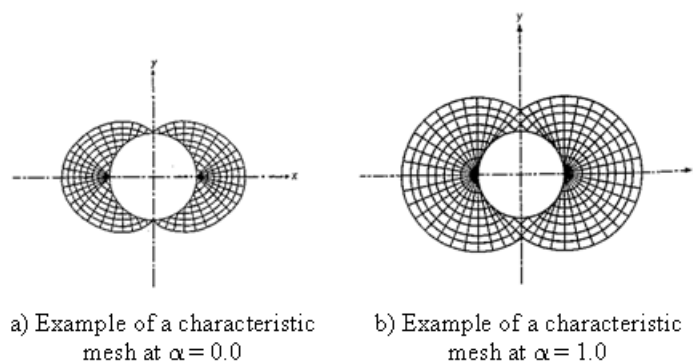 y
x
a) Example of a characteristic
mesh at α = 0.0
y
b) Example of a characteristic
mesh at α = 1.0